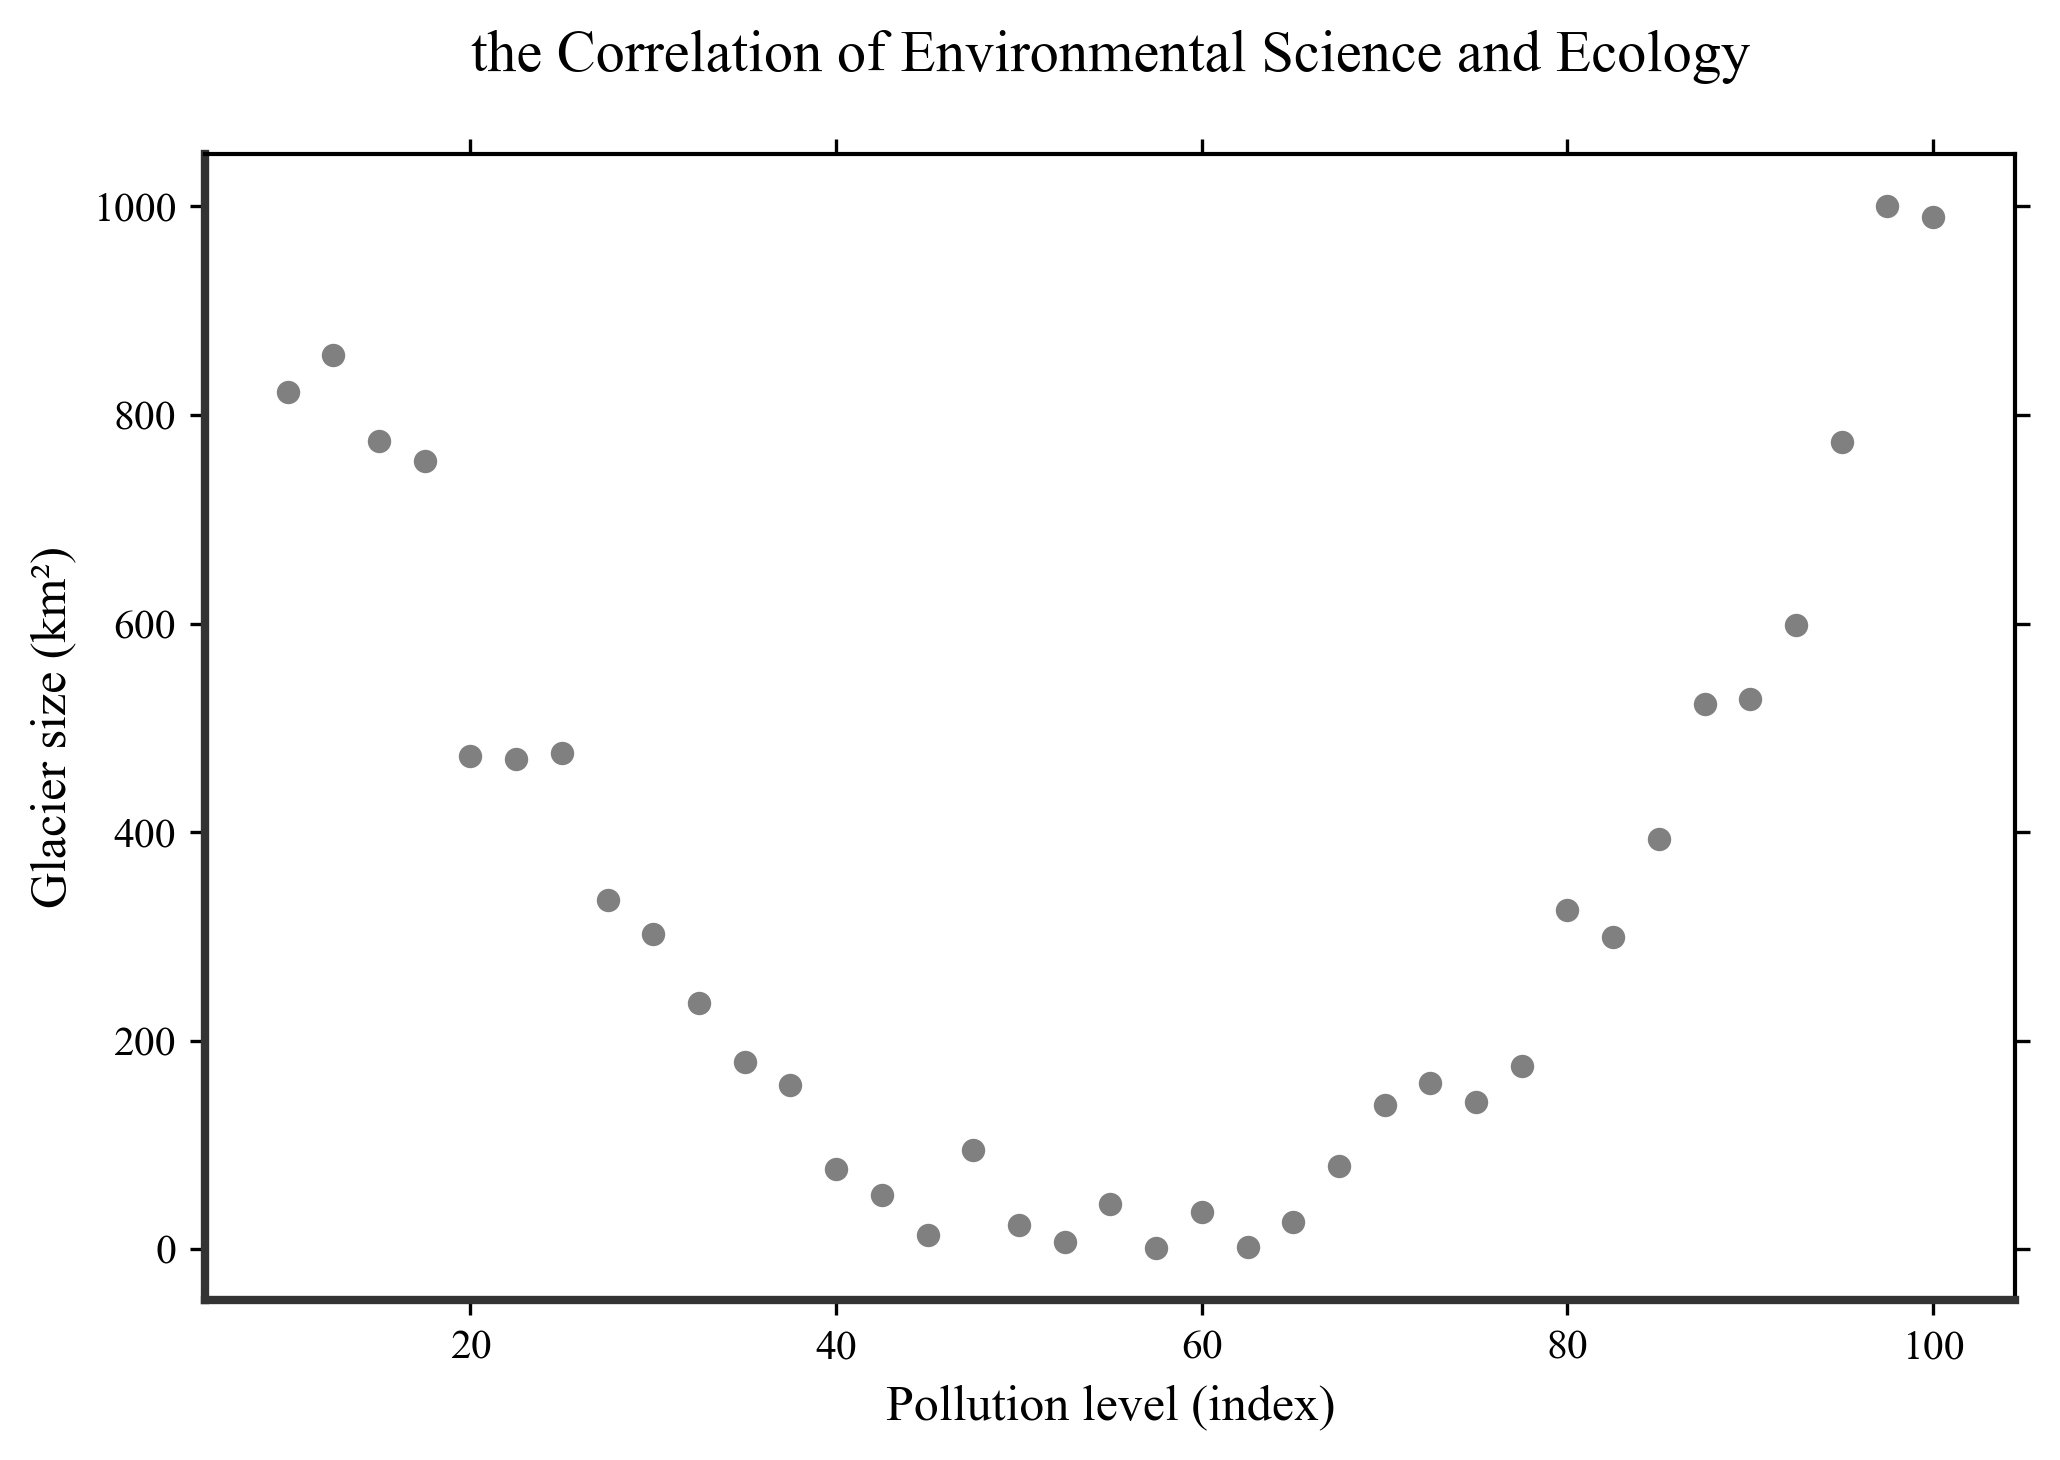 the Correlation of Environmental Science and Ecology
1000
800
600
400
200
0
Glacier size (km²)
20 40 60 80 100
Pollution level (index)